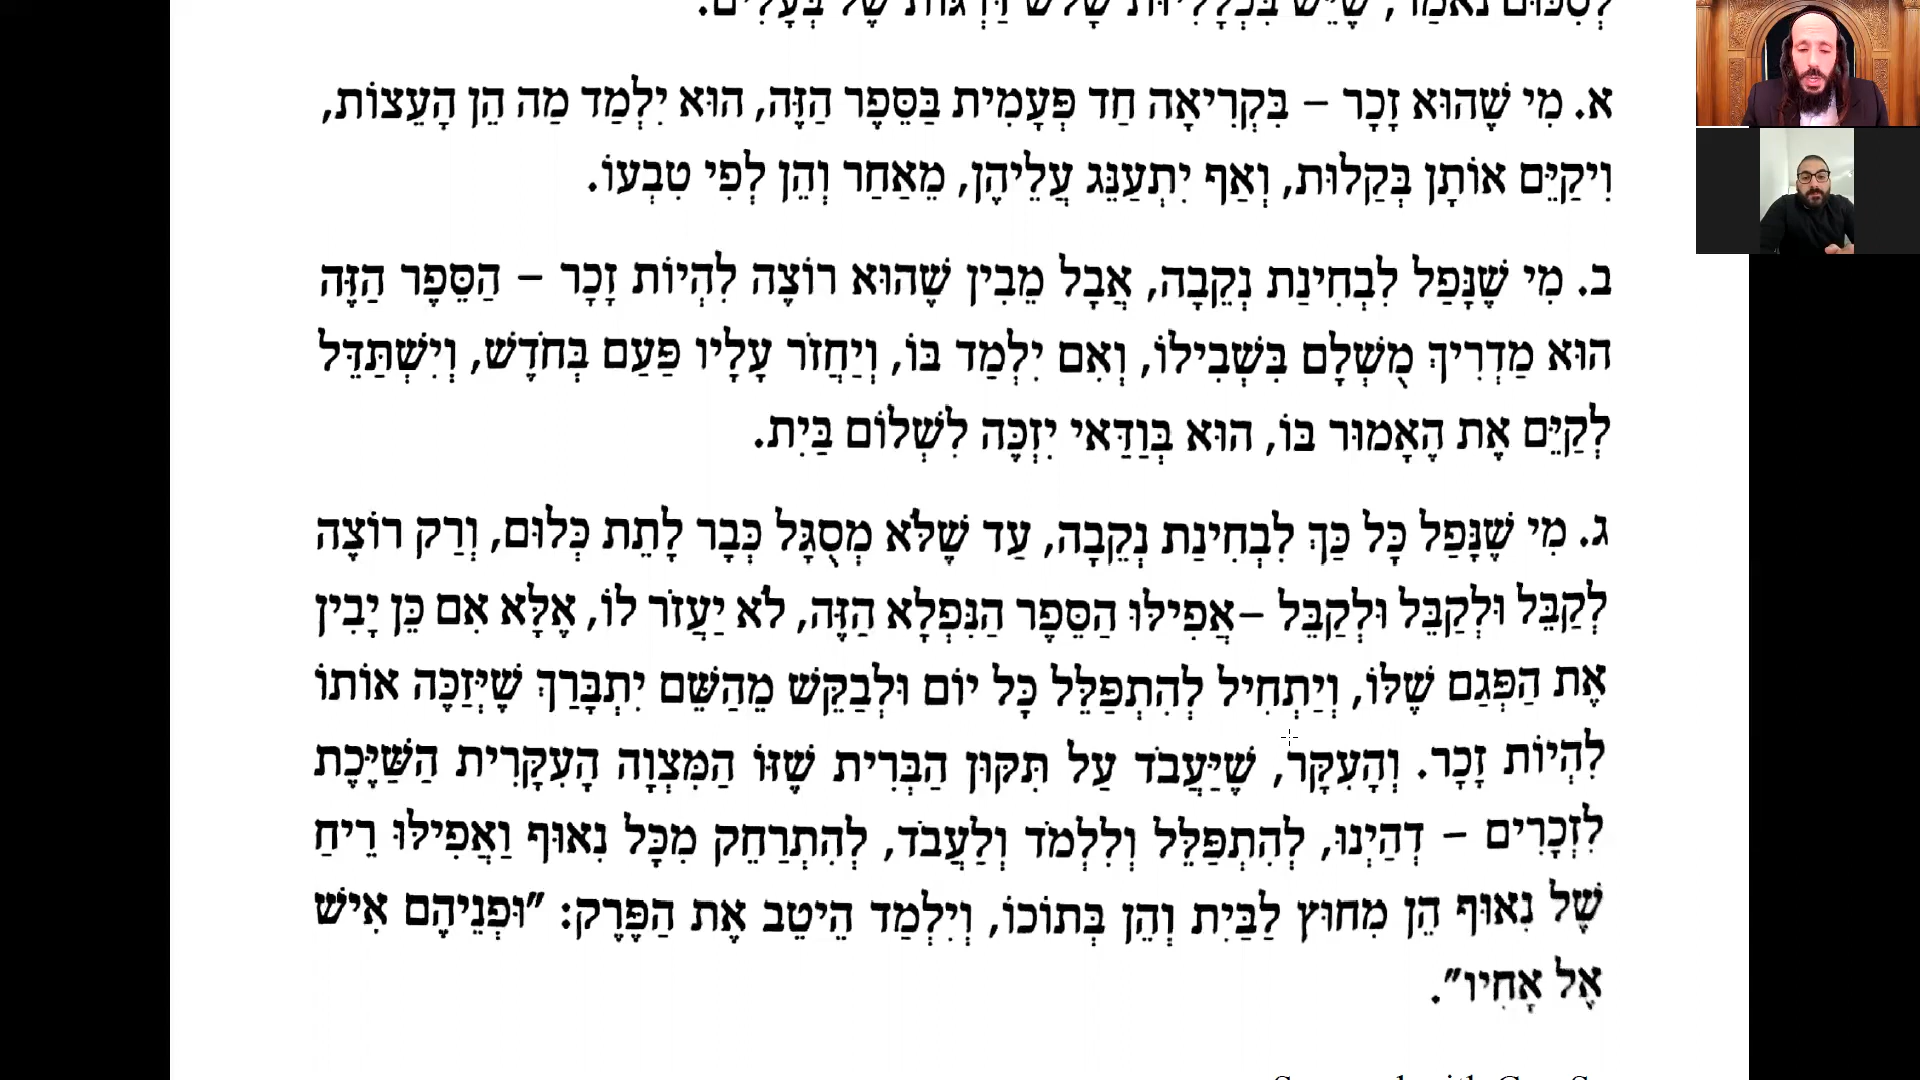 לְסִכּוּם נֹאמַר, שֶׁיֵּשׁ בִּכְלָלִיּוּת שָׁלֹשׁ דַּרְגּוֹת שֶׁל בְּעָלִים.
א. מִי שֶׁהוּא זָכָר – בִּקְרִיאָה חַד פְּעָמִית בַּסֵּפֶר הַזֶּה, הוּא יִלְמַד מַה הֵן הָעֵצוֹת,
וִיקַיֵּם אוֹתָן בְּקַלּוּת, וְאַף יִתְעַנֵּג עֲלֵיהֶן, מֵאַחַר וְהֵן לְפִי טִבְעוֹ.
ב. מִי שֶׁנָּפַל לִבְחִינַת נְקֵבָה, אֲבָל מֵבִין שֶׁהוּא רוֹצֶה לִהְיוֹת זָכָר – הַסֵּפֶר הַזֶּה
הוּא מַדְרִיךְ מֻשְׁלָם בִּשְׁבִילוֹ, וְאִם יִלְמַד בּוֹ, וְיַחֲזֹר עָלָיו פַּעַם בְּחֹדֶשׁ, וְיִשְׁתַּדֵּל
לְקַיֵּם אֶת הָאָמוּר בּוֹ, הוּא בְּוַדַּאי יִזְכֶּה לִשְׁלוֹם בַּיִת.
ג. מִי שֶׁנָּפַל כָּל כַּךְ לִבְחִינַת נְקֵבָה, עַד שֶׁלֹּא מְסֻגָּל כְּבָר לָתֵת כְּלוּם, וְרַק רוֹצֶה
לְקַבֵּל וּלְקַבֵּל וּלְקַבֵּל –אֲפִילוּ הַסֵּפֶר הַנִּפְלָא הַזֶּה, לֹא יַעֲזֹר לוֹ, אֶלָּא אִם כֵּן יָבִין
אֶת הַפְּגַם שֶׁלּוֹ, וְיַתְחִיל לְהִתְפַּלֵּל כָּל יוֹם וּלְבַקֵּשׁ מֵהַשֵּׁם יִתְבָּרַךְ שֶׁיְּזַכֶּה אוֹתוֹ
לִהְיוֹת זָכָר. וְהָעִקָּר, שֶׁיַּעֲבֹד עַל תִּקּוּן הַבְּרִית שֶׁזּוֹ הַמִּצְוָה הָעִקָּרִית הַשַּׁיֶּכֶת
לִזְכָרִים – דְּהַיְנוּ, לְהִתְפַּלֵּל וְלִלְמֹד וְלַעֲבֹד, לְהִתְרַחֵק מִכָּל נִאוּף וַאֲפִילוּ רֵיחַ
שֶׁל נִאוּף הֵן מִחוּץ לַבַּיִת וְהֵן בְּתוֹכוֹ, וְיִלְמַד הֵיטֵב אֶת הַפֶּרֶק: "וּפְנֵיהֶם אִישׁ
אֶל אָחִיו".